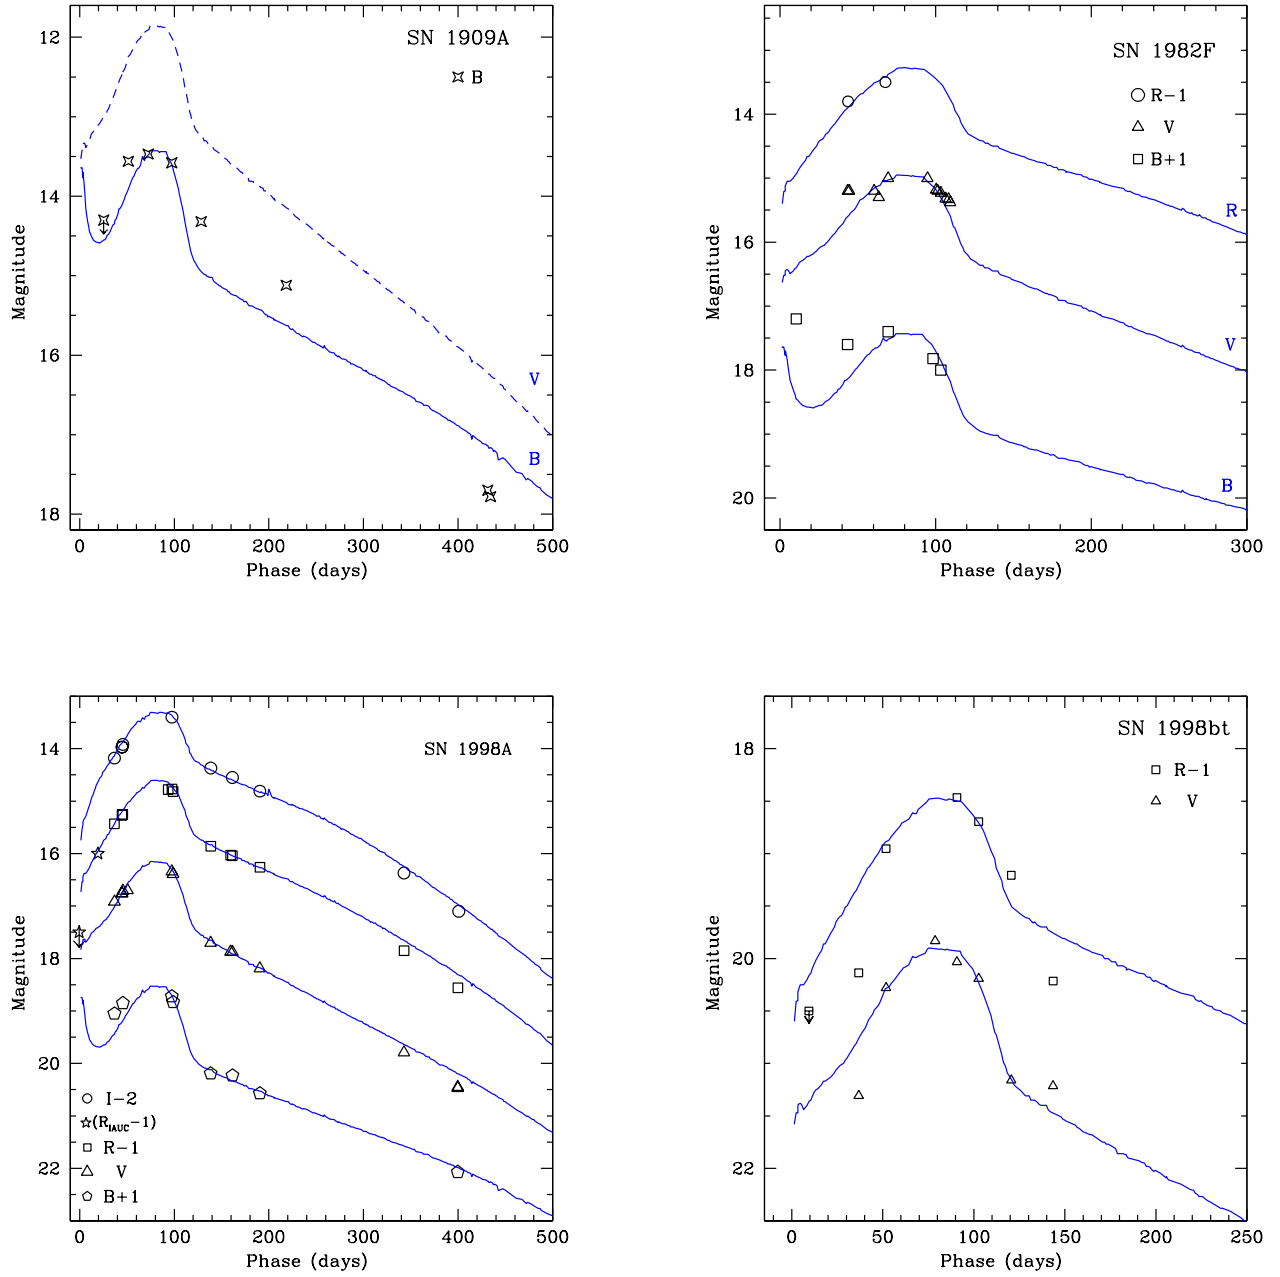 SN 1909A
B
12
14
16
18
Magnitude
V
B
0 100 200 300 400 500
Phase (days)
SN 1982F
R-1
V
B+1
14
16
18
20
Magnitude
R
V
B
0 100 200 300
Phase (days)
SN 1998A
14
16
18
20
22
Magnitude
I-2
(R_IAUC-1)
R-1
V
B+1
0 100 200 300 400 500
Phase (days)
SN 1998bt
R-1
V
18
20
22
Magnitude
0 50 100 150 200 250
Phase (days)